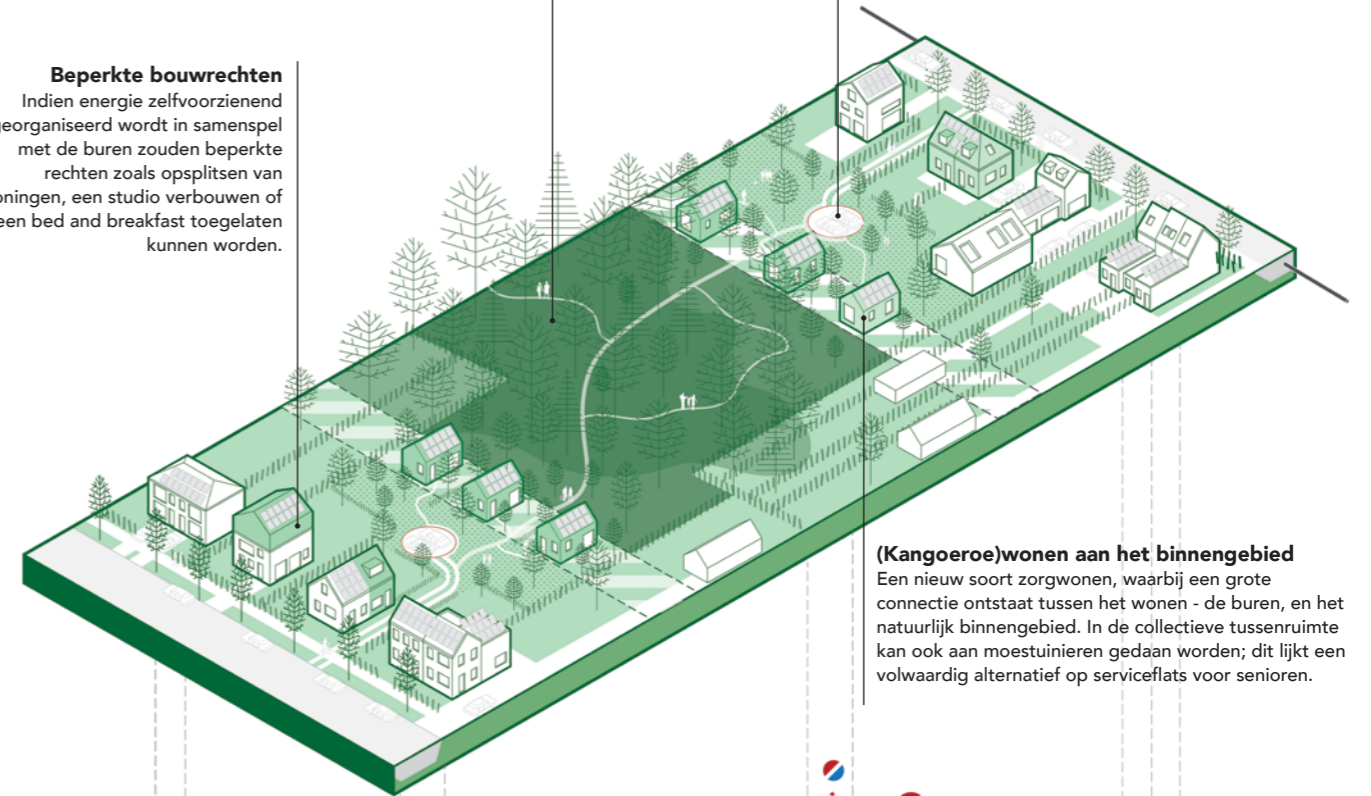 Beperkte bouwrechten
Indien energie zelfvoorzienend
georganiseerd wordt in samenspel
met de buren zouden beperkte
rechten zoals opsplitsen van
een studio verbouwen of
een bed and breakfast toegelaten
kunnen worden.
(Kangoeroe)wonen aan het binnengebied
Een nieuw soort zorgwonen, waarbij een grote
connectie ontstaat tussen het wonen - de buren, en het
natuurlijk binnengebied. In de collectieve tussenruimte
kan ook aan moestuinieren gedaan worden; dit lijkt een
volwaardig alternatief op serviceflats voor senioren.